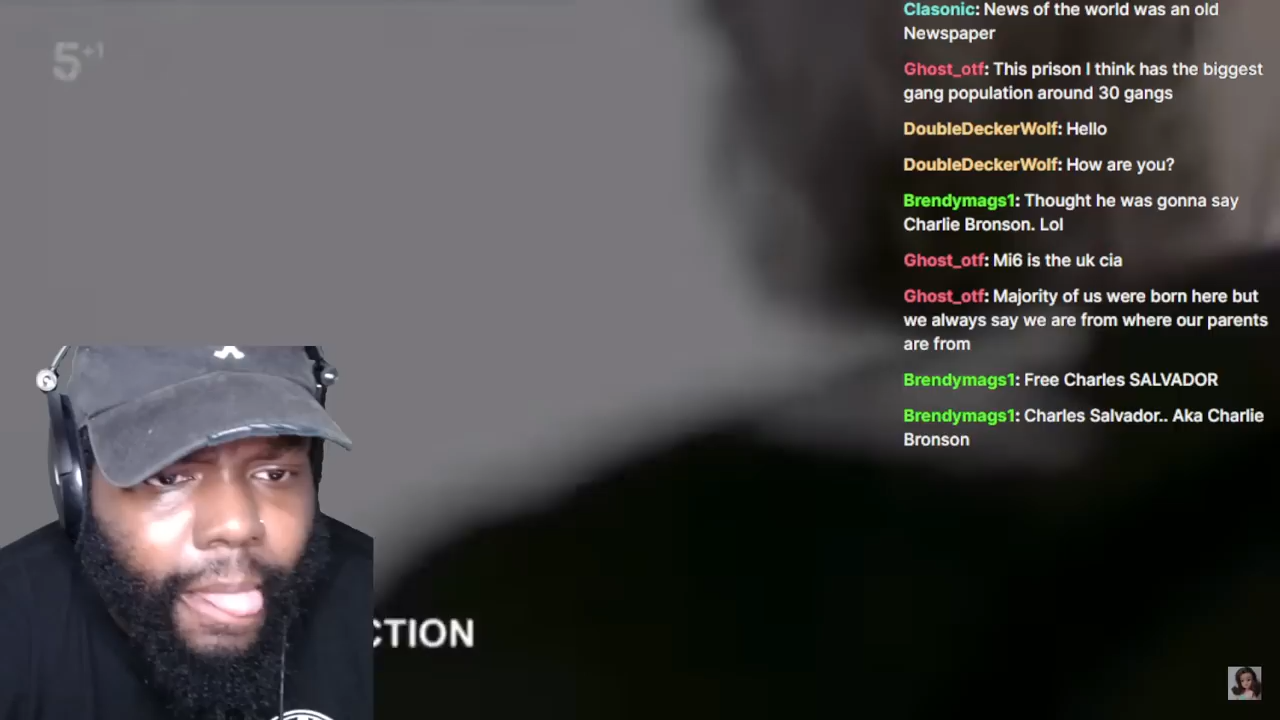 5+1
Clasonic: News of the world was an old
Newspaper
Ghost_otf: This prison I think has the biggest
gang population around 30 gangs
DoubleDeckerWolf: Hello
DoubleDeckerWolf: How are you?
Brendymags1: Thought he was gonna say
Charlie Bronson. Lol
Ghost_otf: Mi6 is the uk cia
Ghost_otf: Majority of us were born here but
we always say we are from where our parents
are from
Brendymags1: Free Charles SALVADOR
Brendymags1: Charles Salvador.. Aka Charlie
Bronson
CTION